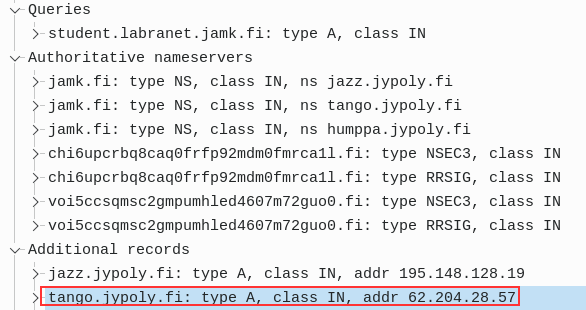 Queries
student.labranet.jamk.fi: type A, class IN
Authoritative nameservers
jamk.fi: type NS, class IN, ns jazz.jypoly.fi
jamk.fi: type NS, class IN, ns tango.jypoly.fi
jamk.fi: type NS, class IN, ns humppa.jypoly.fi
chi6upcrbq8caq0frfp92mdm0fmrca1l.fi: type NSEC3, class IN
chi6upcrbq8caq0frfp92mdm0fmrca1l.fi: type RRSIG, class IN
voi5ccsqmsc2gmpumhled4607m72guo0.fi: type NSEC3, class IN
voi5ccsqmsc2gmpumhled4607m72guo0.fi: type RRSIG, class IN
Additional records
jazz.jypoly.fi: type A, class IN, addr 195.148.128.19
tango.jypoly.fi: type A, class IN, addr 62.204.28.57